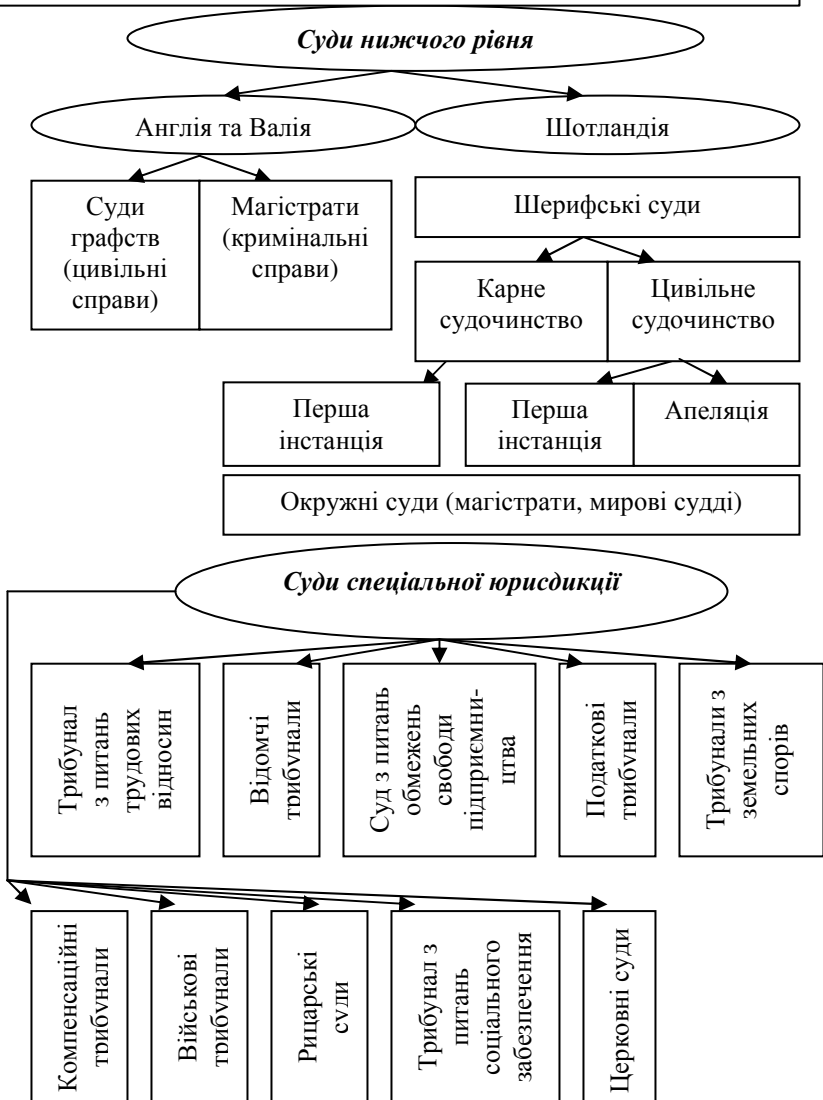 Суди нижчого рівня
Англія та Валія
Шотландія
Суди
графств
(цивільні
справи)
Магістрати
(кримінальні
справи)
Шерифські суди
Карне
судочинство
Цивільне
судочинство
Перша
інстанція
Перша
інстанція
Апеляція
Окружні суди (магістрати, мирові судді)
Суди спеціальної юрисдикції
Трибунал
з питань
трудових
відносин
Відомчі
трибунали
Суд з питань
обмежень
свободи
підприємни-
цтва
Податкові
трибунали
Трибунали з
земельних
спорів
Компенсаційні
трибунали
Військові
трибунали
Рицарські
суди
Трибунал з
питань
соціального
забезпечення
Церковні суди